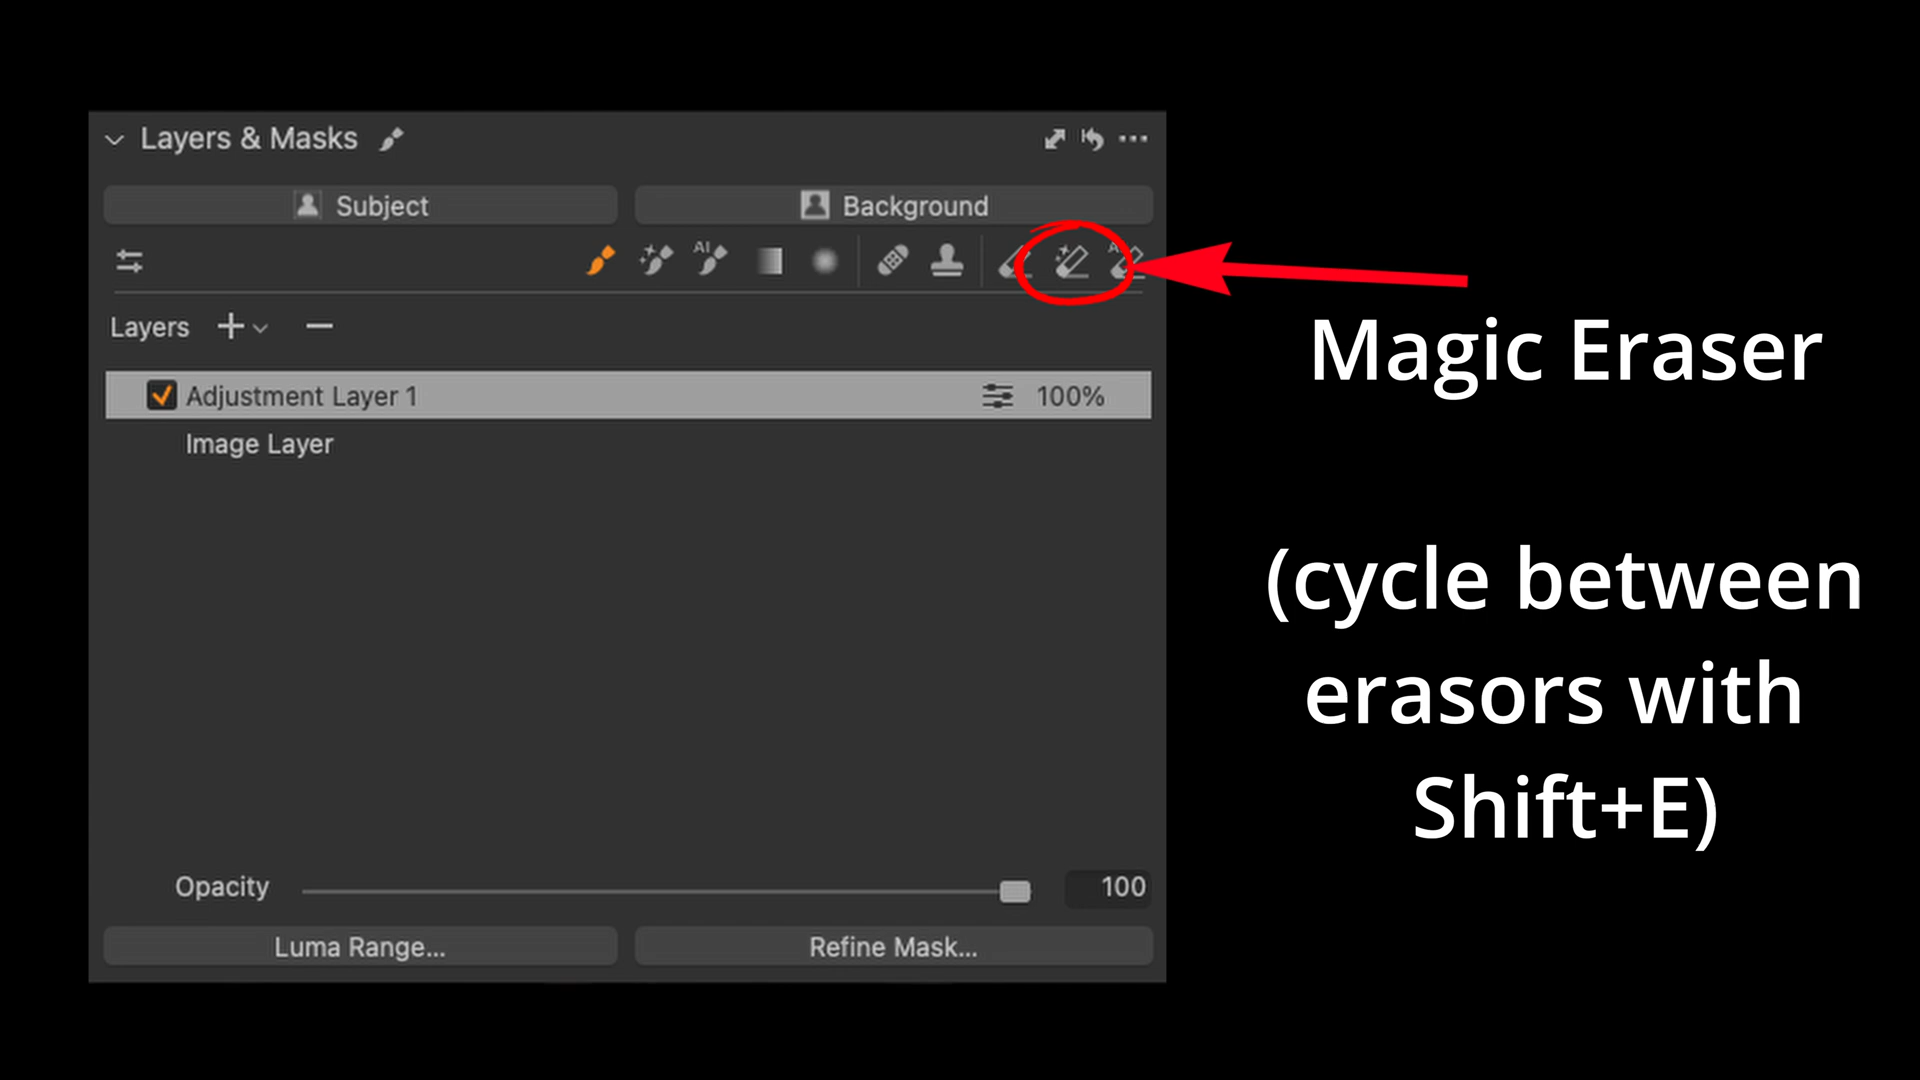 Layers & Masks
Subject
Background
AI
A
Layers
Adjustment Layer 1
100%
Image Layer
Opacity
100
Luma Range...
Refine Mask...
Magic Eraser
(cycle between
erasors with
Shift+E)